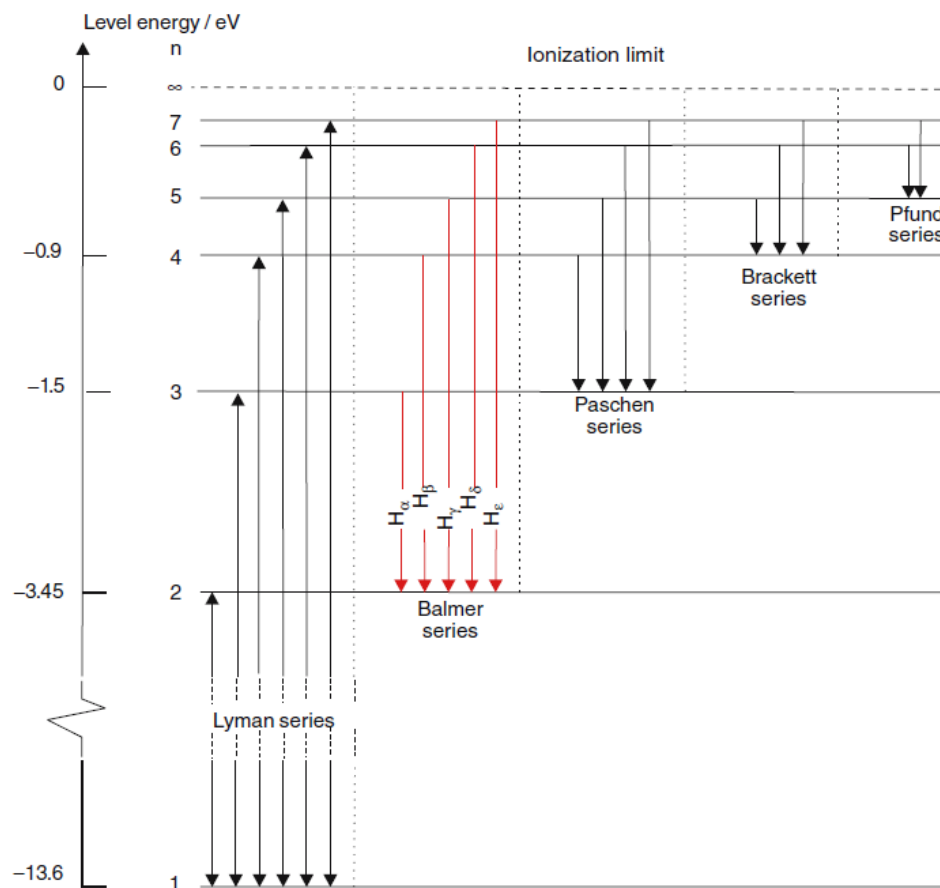 Level energy / eV
n
Ionization limit
0
∞
7
6
5
Pfund
series
−0.9
4
Brackett
series
−1.5
3
Paschen
series
Hα
Hβ
Hγ
Hδ
Hε
−3.45
2
Balmer
series
Lyman series
−13.6
1